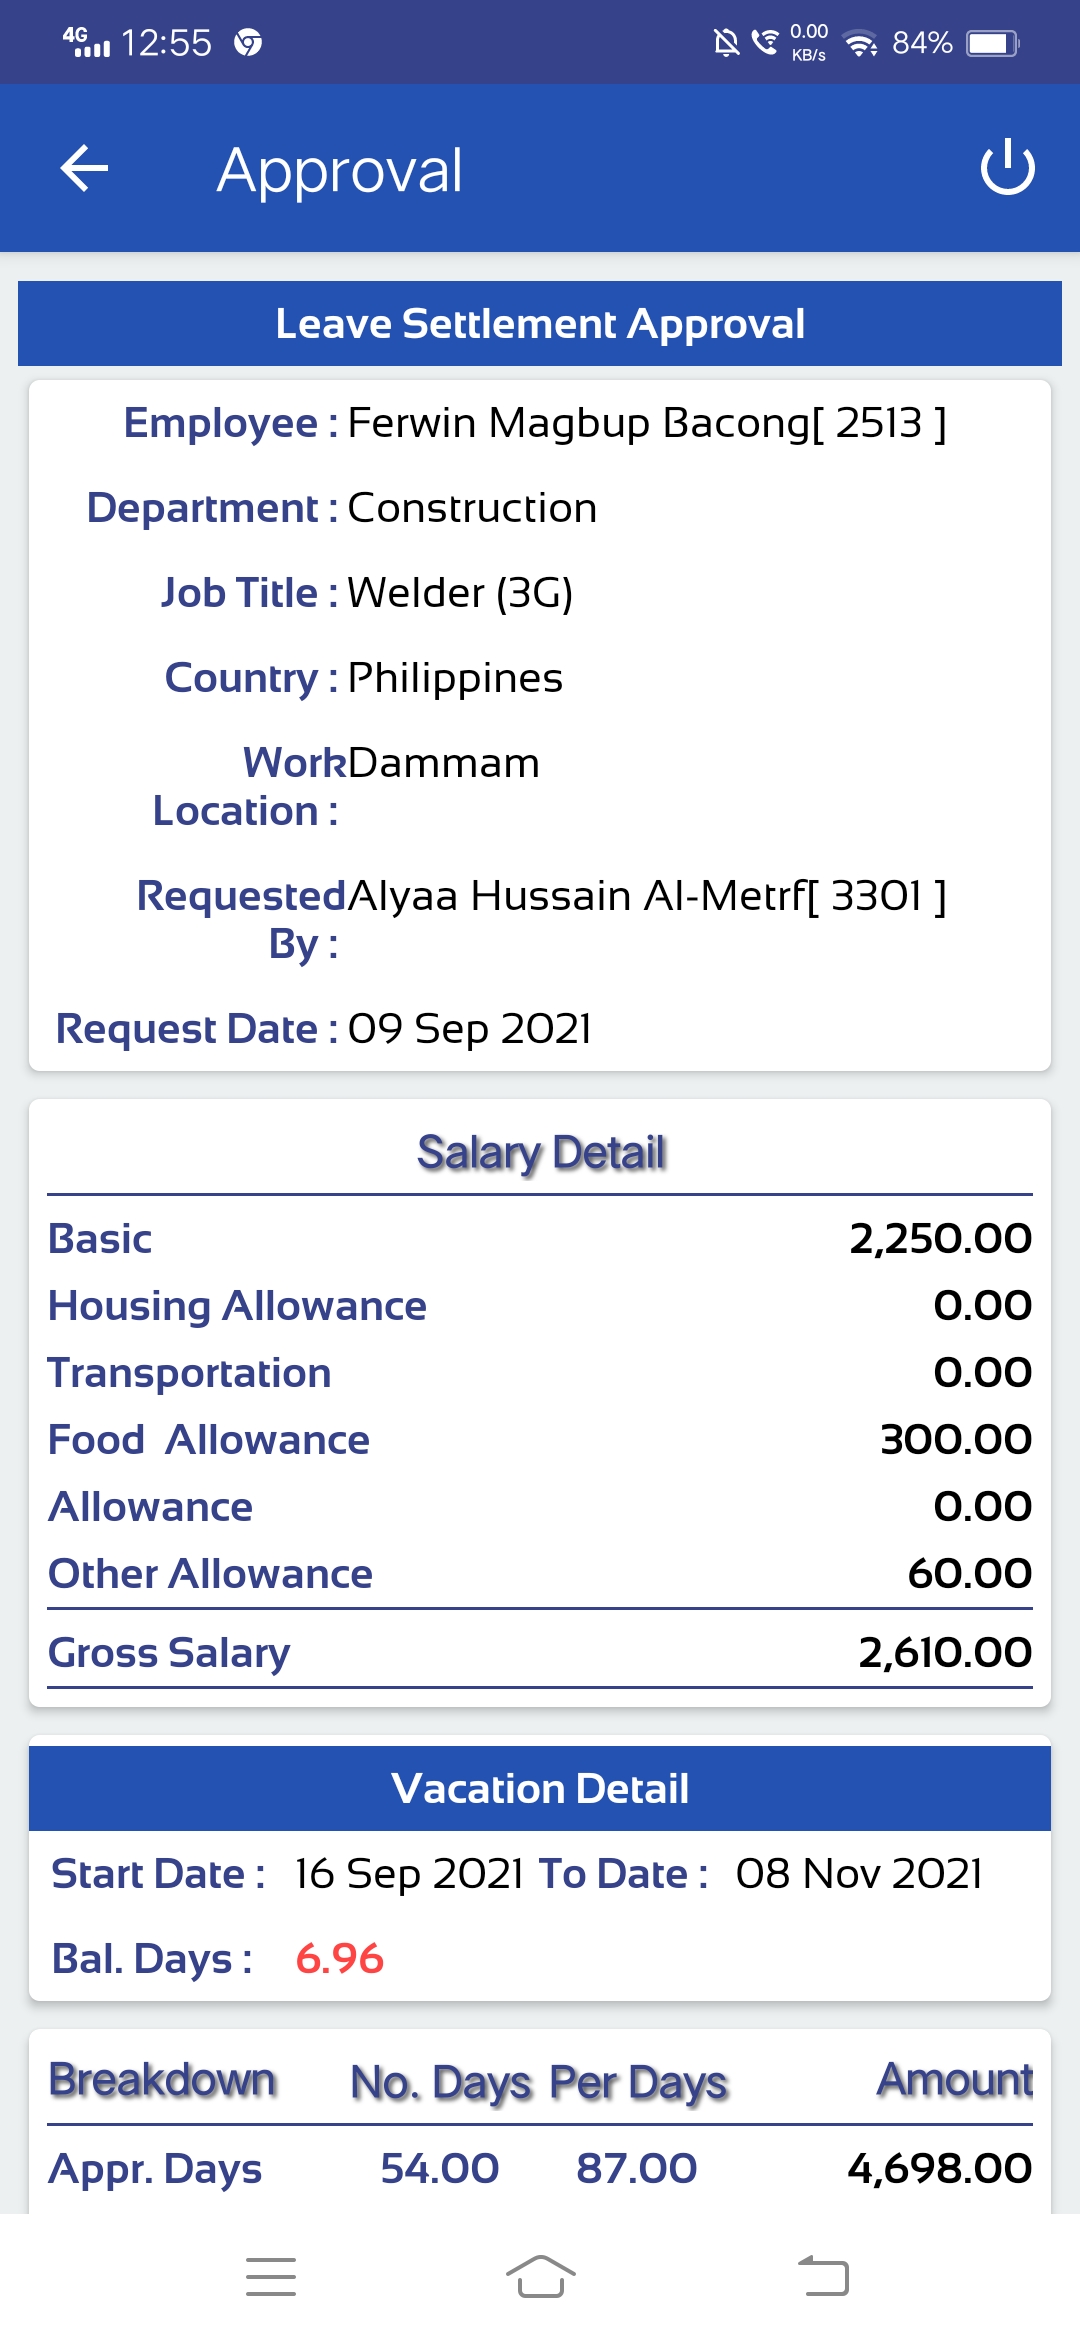 4G 12:55 0.00 KB/s 84%
Approval
Leave Settlement Approval
Employee : Ferwin Magbup Bacong[ 2513 ]
Department : Construction
Job Title : Welder (3G)
Country : Philippines
Work Location : Dammam
Requested By : Alyaa Hussain Al-Metrf[ 3301 ]
Request Date : 09 Sep 2021
Salary Detail
Basic 2,250.00
Housing Allowance 0.00
Transportation 0.00
Food Allowance 300.00
Allowance 0.00
Other Allowance 60.00
Gross Salary 2,610.00
Vacation Detail
Start Date : 16 Sep 2021 To Date : 08 Nov 2021
Bal. Days : 6.96
Breakdown No. Days Per Days Amount
Appr. Days 54.00 87.00 4,698.00